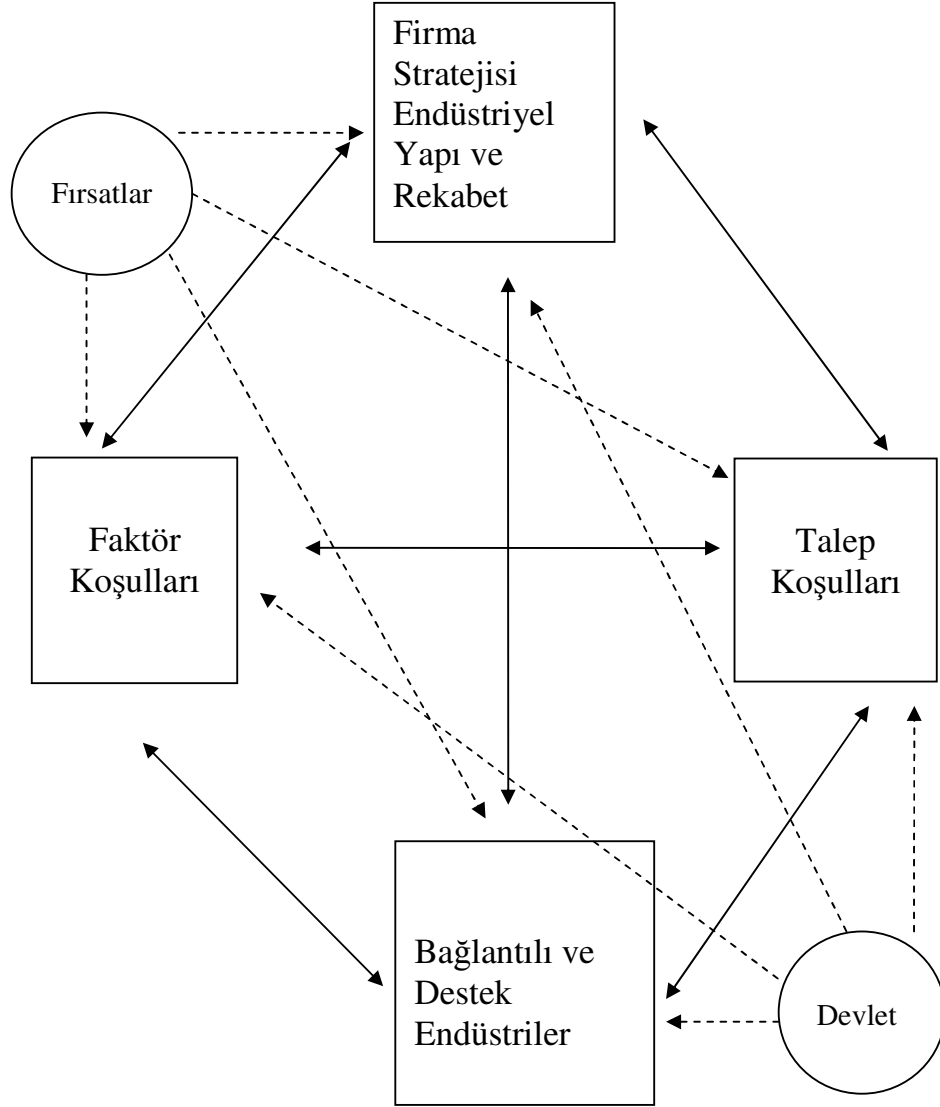 Firma
Stratejisi
Endüstriyel
Yapı ve
Rekabet
Fırsatlar
Faktör
Koşulları
Talep
Koşulları
Bağlantılı ve
Destek
Endüstriler
Devlet